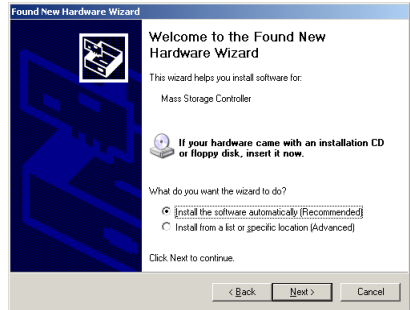 Found New Hardware Wizard
Welcome to the Found New
Hardware Wizard
This wizard helps you install software for:
Mass Storage Controller
If your hardware came with an installation CD
or floppy disk, insert it now.
What do you want the wizard to do?
Install the software automatically (Recommended)
Install from a list or specific location (Advanced)
Click Next to continue.
< Back Next > Cancel